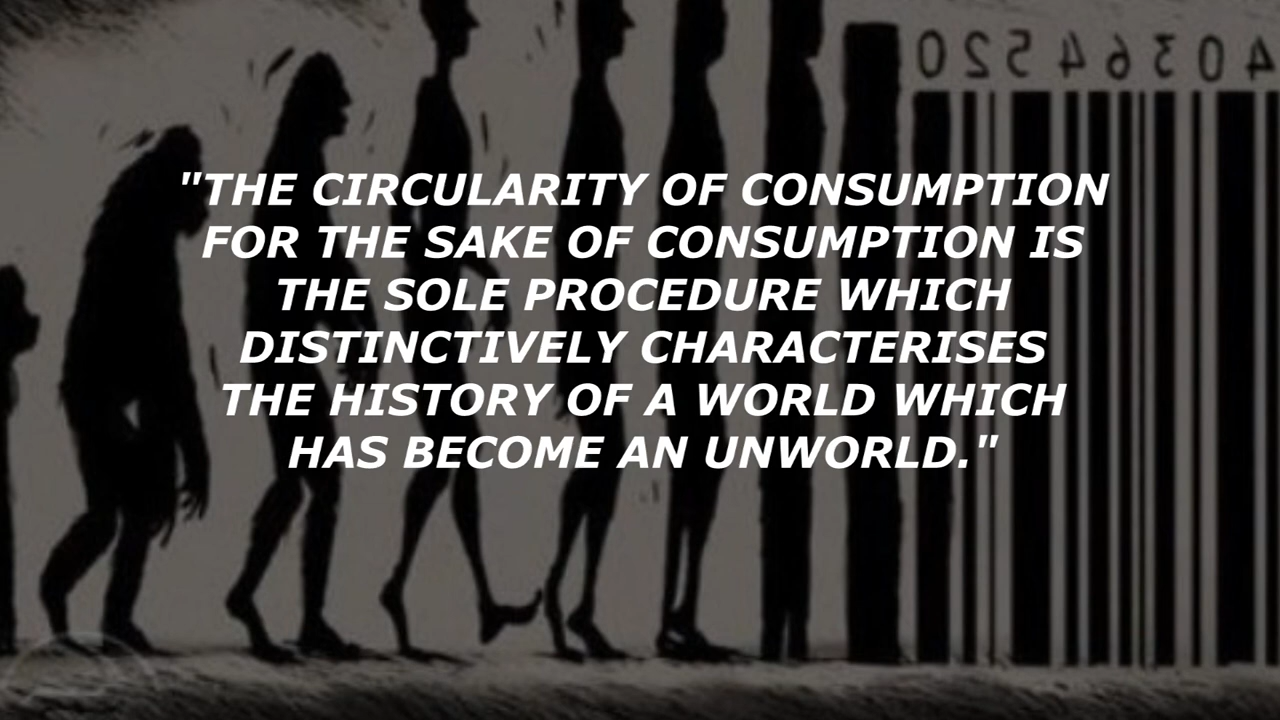 02546304
"THE CIRCULARITY OF CONSUMPTION
FOR THE SAKE OF CONSUMPTION IS
THE SOLE PROCEDURE WHICH
DISTINCTIVELY CHARACTERISES
THE HISTORY OF A WORLD WHICH
HAS BECOME AN UNWORLD."